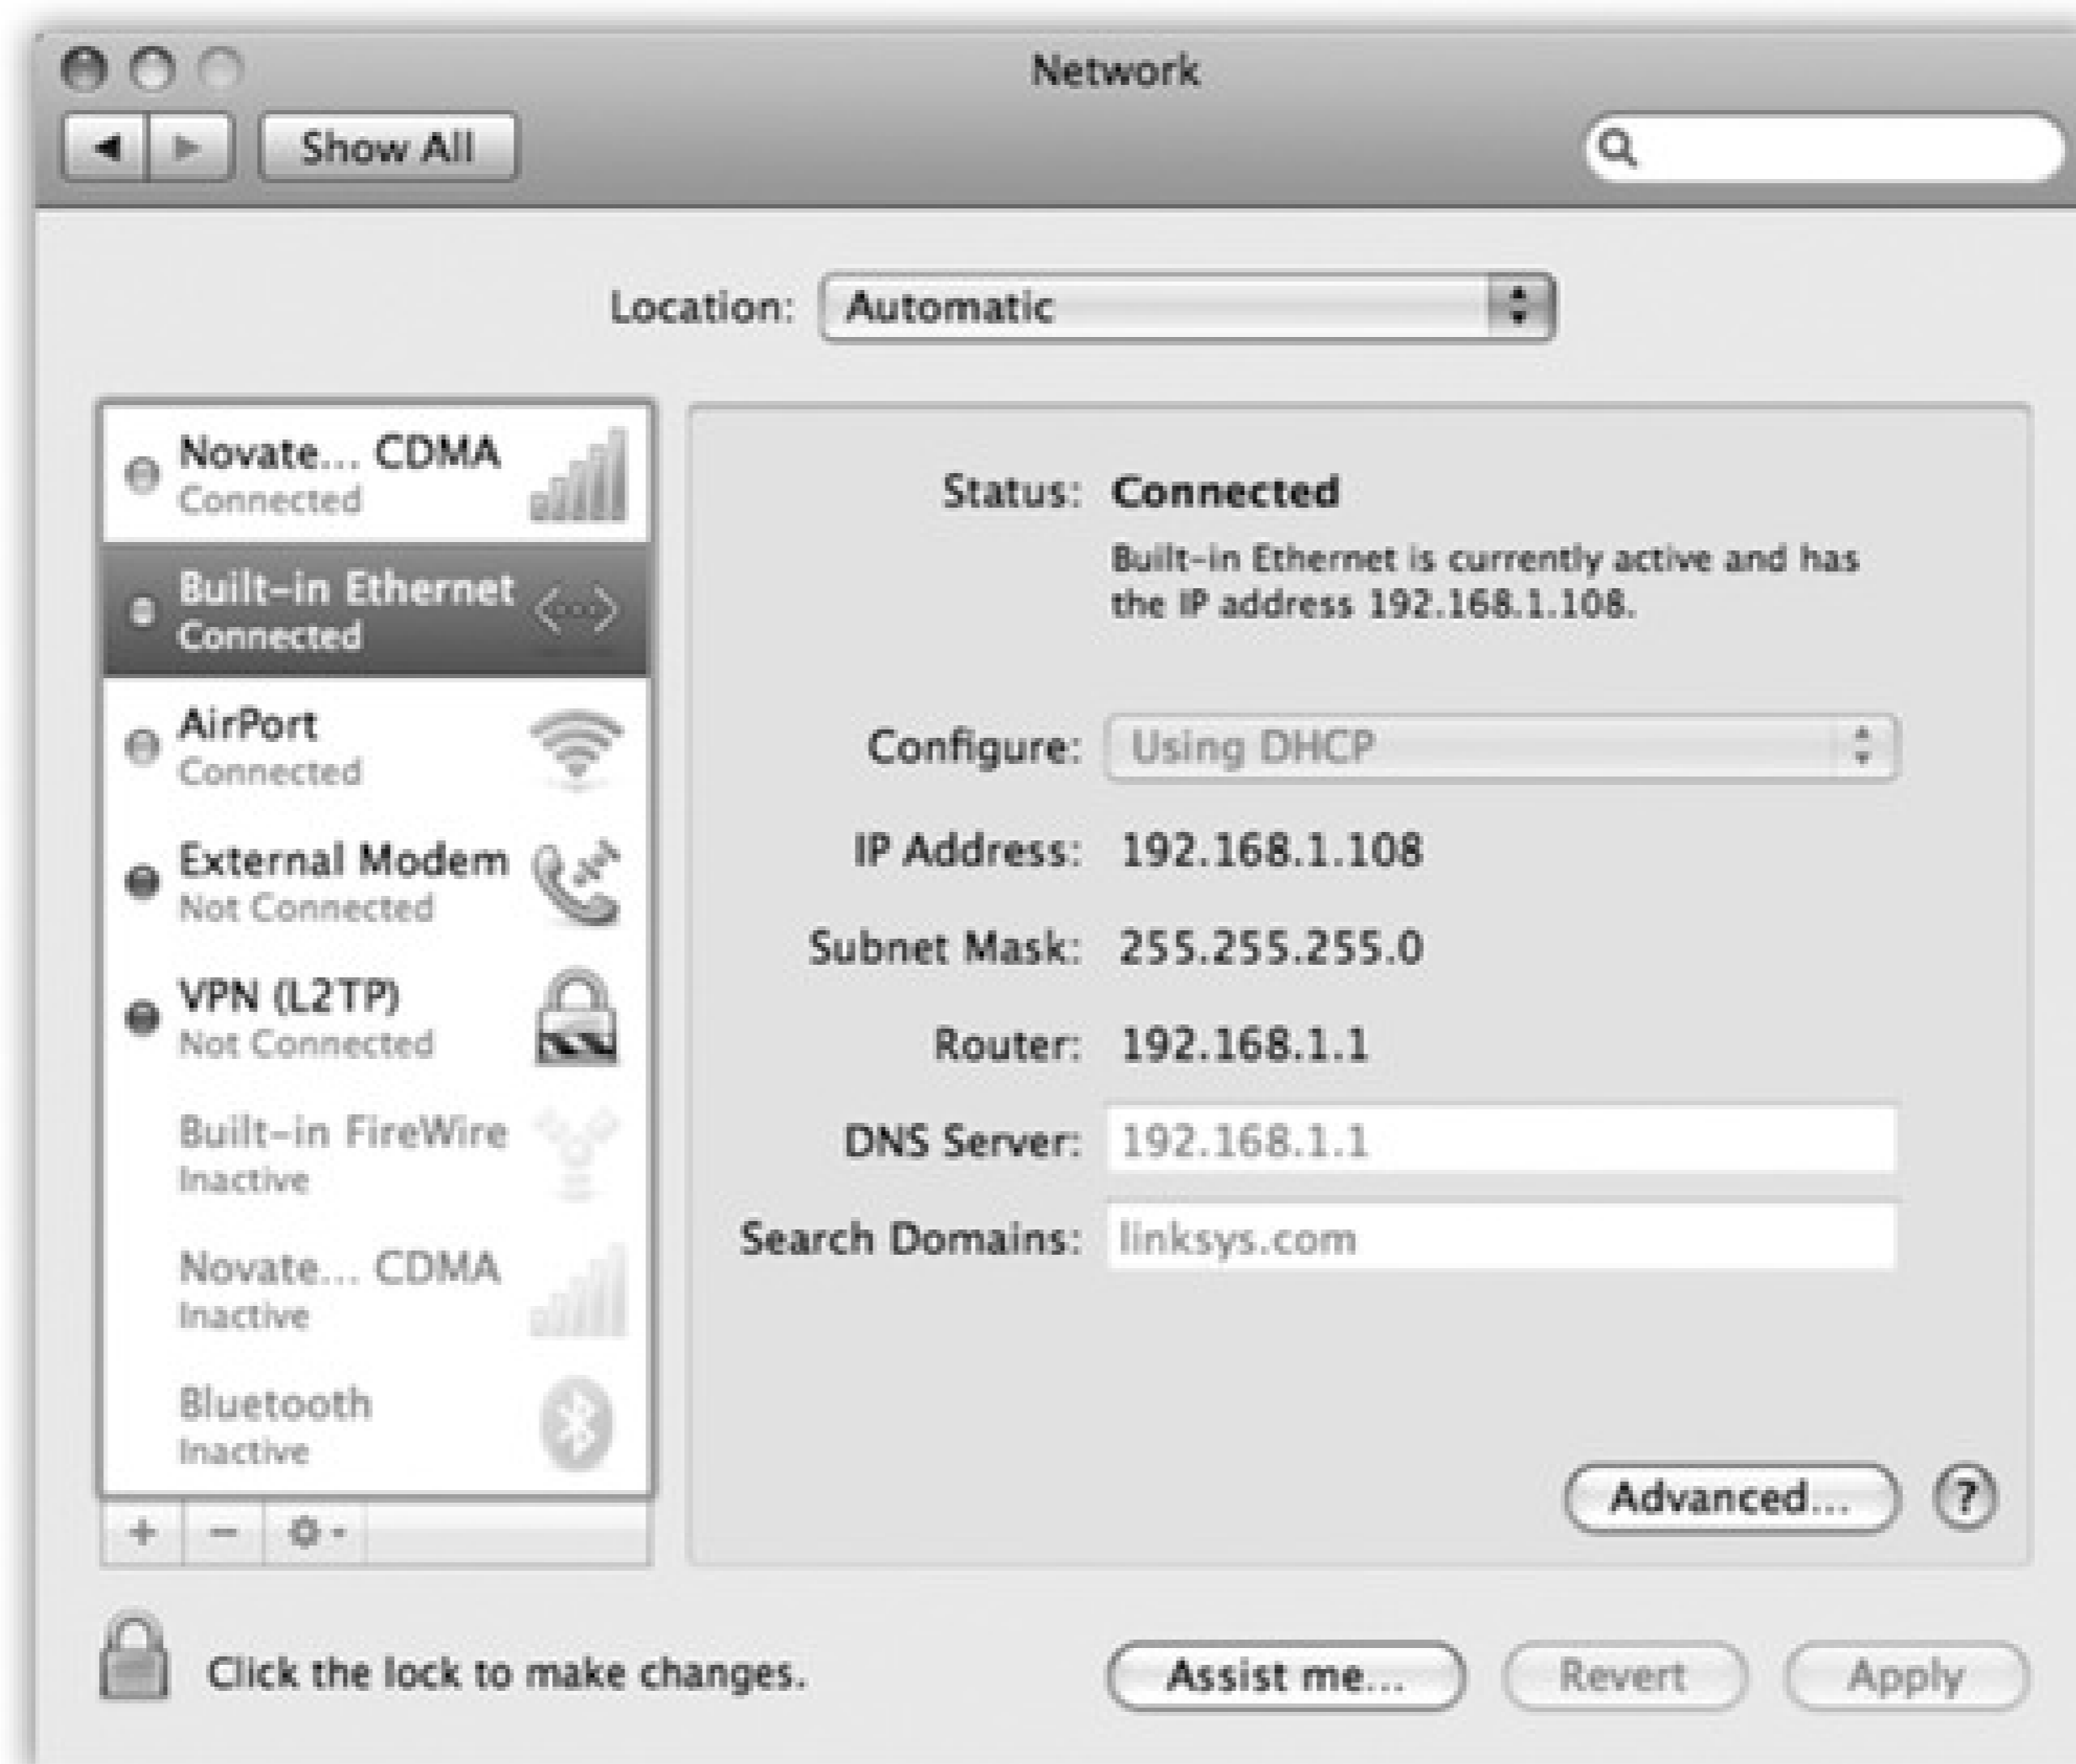 Network
Show All
Location: Automatic
Novate... CDMA
Connected
Built-in Ethernet
Connected
AirPort
Connected
External Modem
Not Connected
VPN (L2TP)
Not Connected
Built-in FireWire
Inactive
Novate... CDMA
Inactive
Bluetooth
Inactive
Status: Connected
Built-in Ethernet is currently active and has
the IP address 192.168.1.108.
Configure: Using DHCP
IP Address: 192.168.1.108
Subnet Mask: 255.255.255.0
Router: 192.168.1.1
DNS Server: 192.168.1.1
Search Domains: linksys.com
Advanced... ?
Click the lock to make changes.
Assist me... Revert Apply